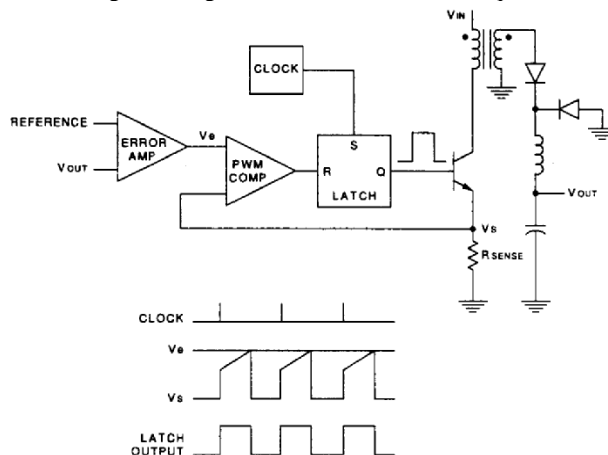 VIN
CLOCK
REFERENCE
Ve
S
ERROR
AMP
PWM
COMP
R
Q
VOUT
LATCH
VOUT
Vs
RSENSE
CLOCK
Ve
Vs
LATCH
OUTPUT